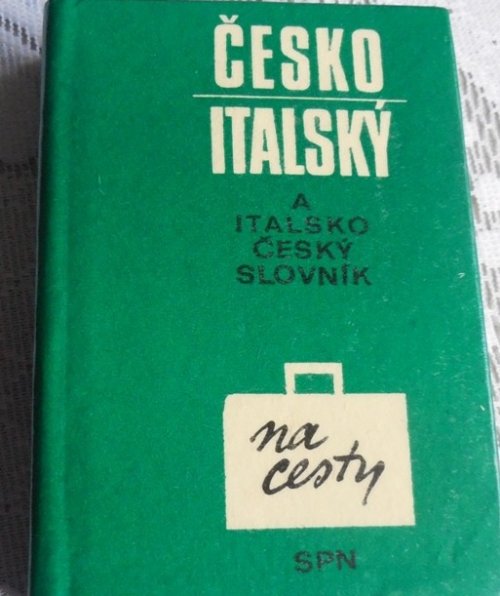 ČESKO
ITALSKÝ
A
ITALSKO
ČESKÝ
SLOVNÍK
na
cesty
SPN